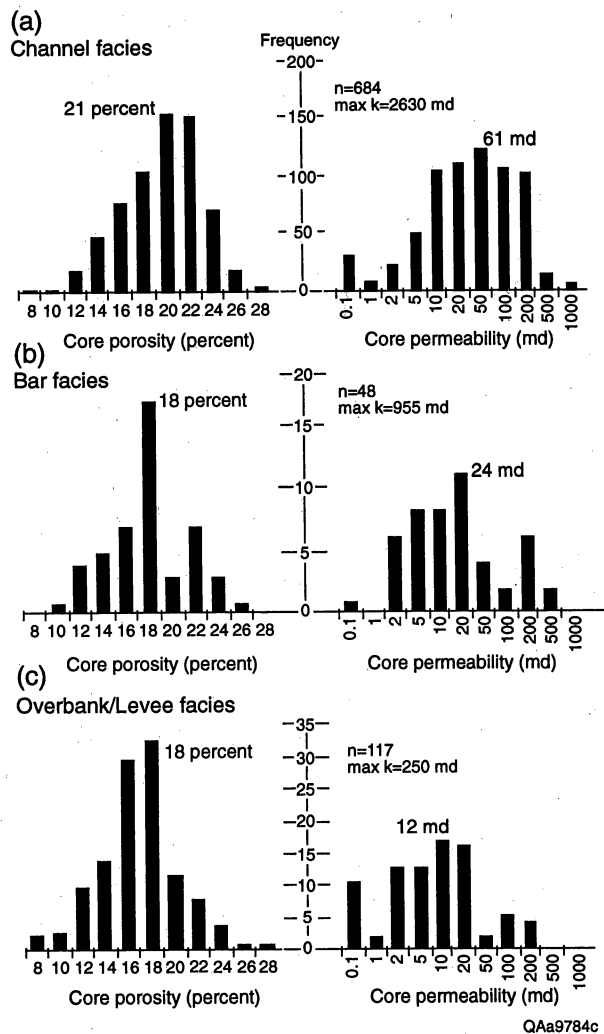 (a)
Channel facies
Frequency
200
21 percent
n=684
max k=2630 md
150
61 md
100
50
0
8 10 12 14 16 18 20 22 24 26 28
0.1 1 2 5 10 20 50 100 200 500 1000
Core porosity (percent)
Core permeability (md)
(b)
Bar facies
20
18 percent
n=48
max k=955 md
15
24 md
10
5
0
8 10 12 14 16 18 20 22 24 26 28
0.1 1 2 5 10 20 50 100 200 500 1000
Core porosity (percent)
Core permeability (md)
(c)
Overbank/Levee facies
35
18 percent
n=117
max k=250 md
30
25
20
12 md
15
10
5
0
8 10 12 14 16 18 20 22 24 26 28
0.1 1 2 5 10 20 50 100 200 500 1000
Core porosity (percent)
Core permeability (md)
QAa9784c